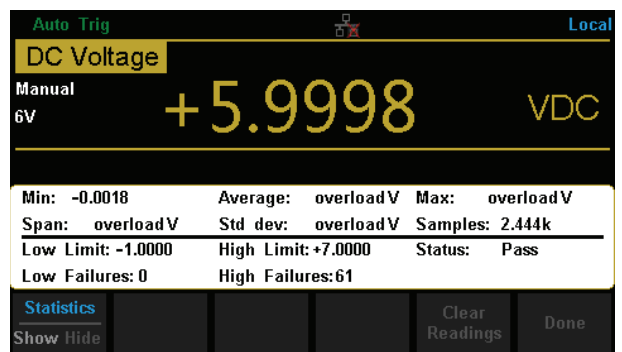 Auto Trig Local
DC Voltage
Manual
6V
+5.9998 VDC
Min: -0.0018 Average: overload V Max: overload V
Span: overload V Std dev: overload V Samples: 2.444k
Low Limit: -1.0000 High Limit: +7.0000 Status: Pass
Low Failures: 0 High Failures: 61
Statistics
Show Hide
Clear
Readings
Done